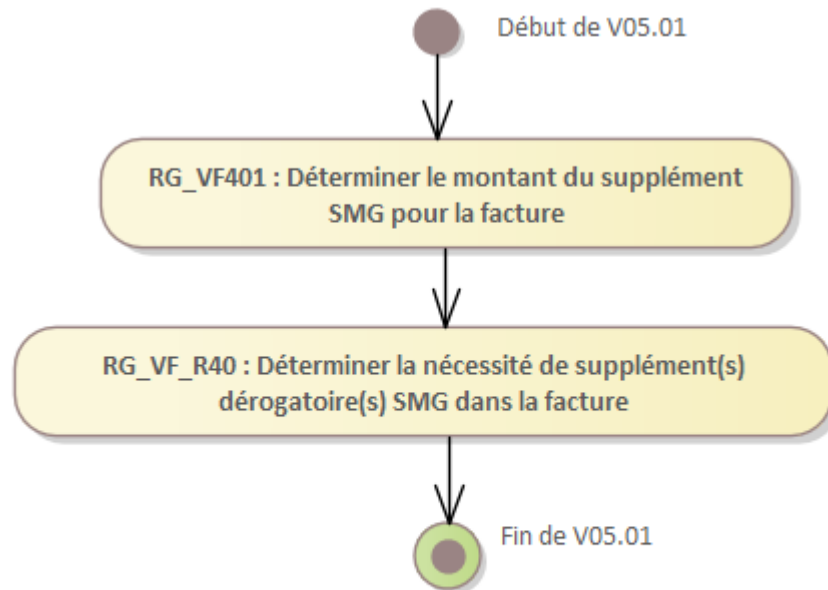 Début de V05.01
RG_VF401 : Déterminer le montant du supplément
SMG pour la facture
RG_VF_R40 : Déterminer la nécessité de supplément(s)
dérogatoire(s) SMG dans la facture
Fin de V05.01